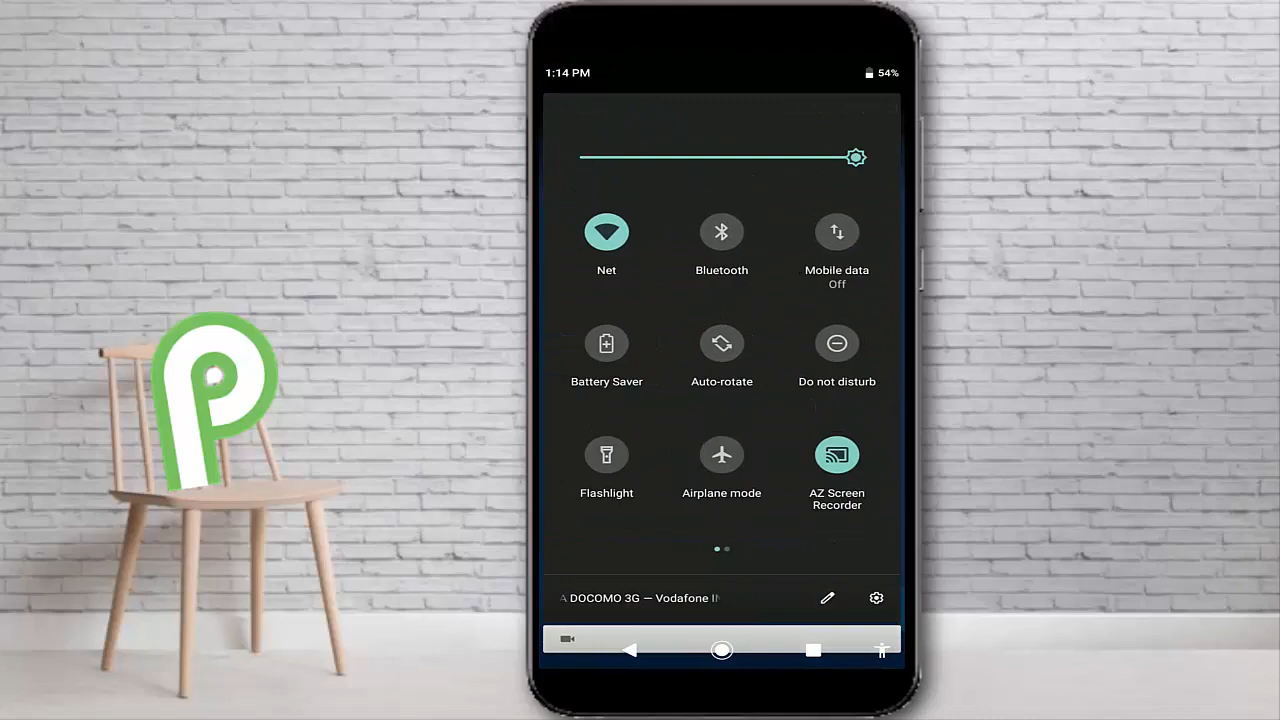 1:14 PM
54%
Net
Bluetooth
Mobile data
Off
Battery Saver
Auto-rotate
Do not disturb
Flashlight
Airplane mode
AZ Screen
Recorder
DOCOMO 3G — Vodafone